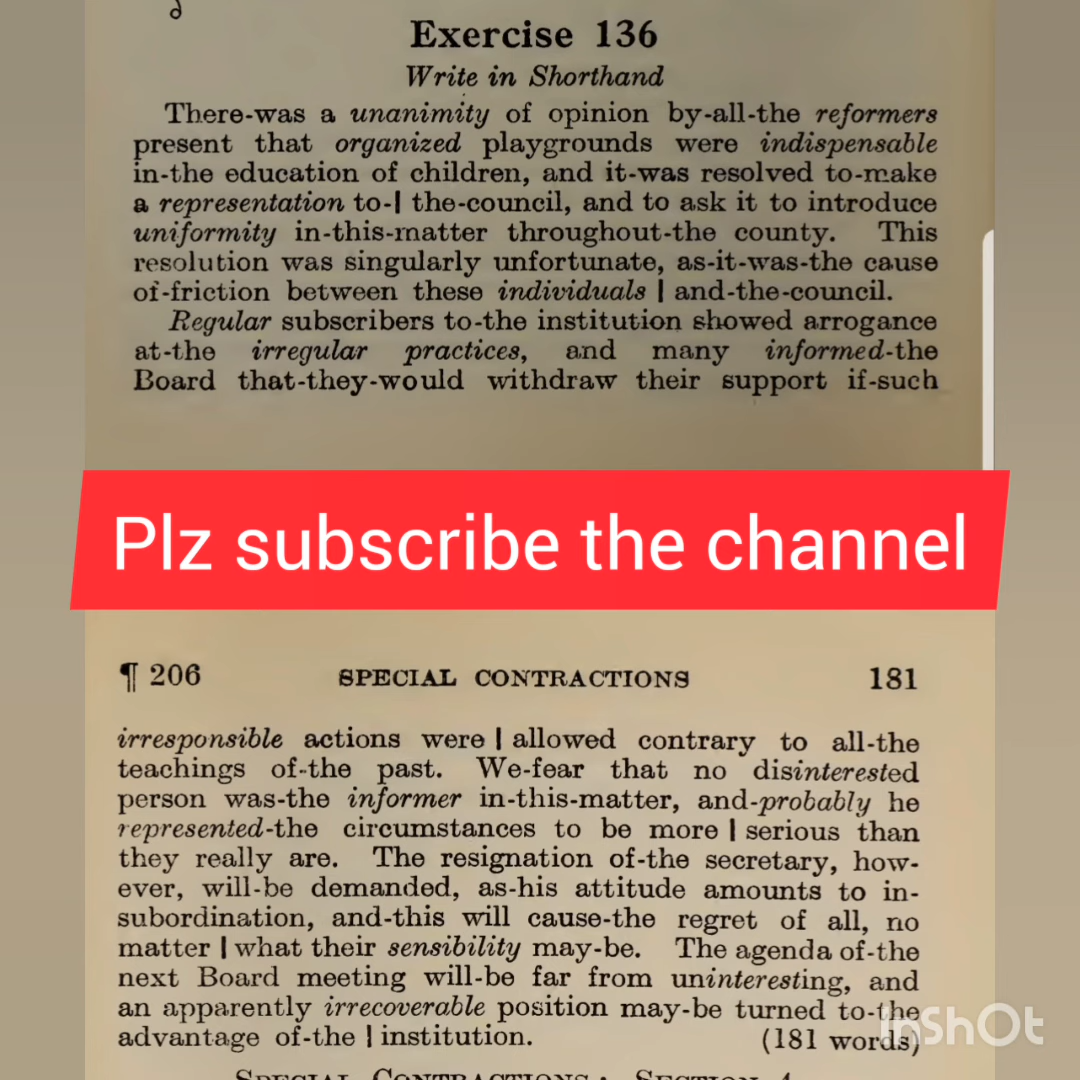 Exercise 136
Write in Shorthand
There-was a unanimity of opinion by-all-the reformers
present that organized playgrounds were indispensable
in-the education of children, and it-was resolved to-make
a representation to-| the-council, and to ask it to introduce
uniformity in-this-matter throughout-the county. This
resolution was singularly unfortunate, as-it-was-the cause
of-friction between these individuals | and-the-council.
Regular subscribers to-the institution showed arrogance
at-the irregular practices, and many informed-the
Board that-they-would withdraw their support if-such
Plz subscribe the channel
¶ 206 SPECIAL CONTRACTIONS 181
irresponsible actions were | allowed contrary to all-the
teachings of-the past. We-fear that no disinterested
person was-the informer in-this-matter, and-probably he
represented-the circumstances to be more | serious than
they really are. The resignation of-the secretary, how-
ever, will-be demanded, as-his attitude amounts to in-
subordination, and-this will cause-the regret of all, no
matter | what their sensibility may-be. The agenda of-the
next Board meeting will-be far from uninteresting, and
an apparently irrecoverable position may-be turned to-the
advantage of-the | institution. (181 words)
InShOt
SPECIAL CONTRACTIONS: SECTION 4